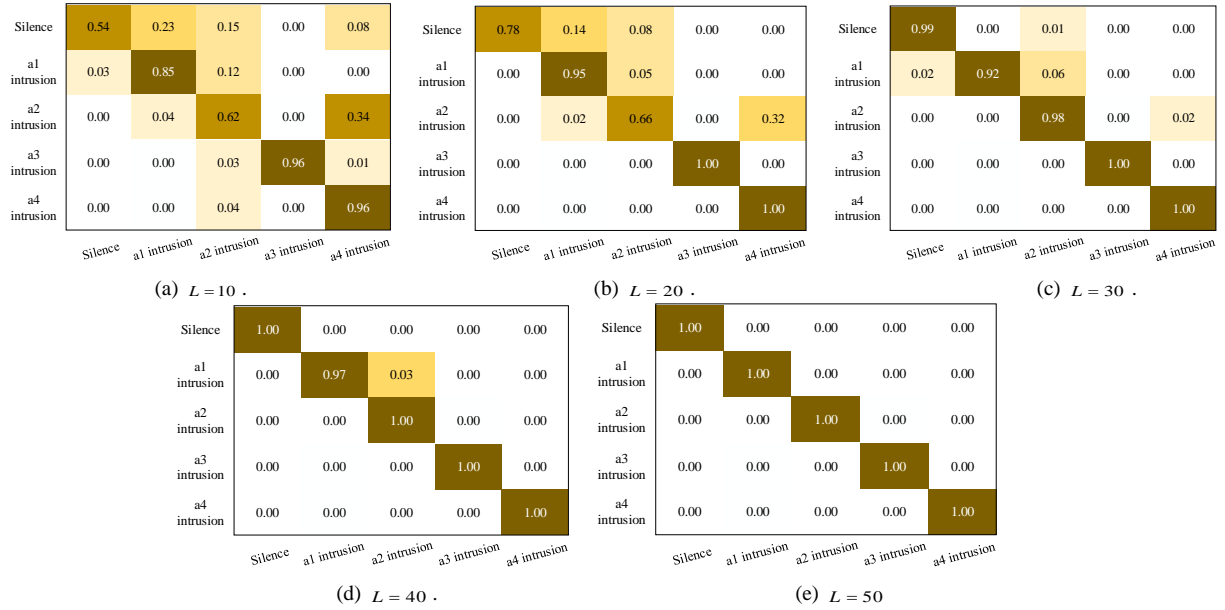 Silence 0.54 0.23 0.15 0.00 0.08
a1 intrusion 0.03 0.85 0.12 0.00 0.00
a2 intrusion 0.00 0.04 0.62 0.00 0.34
a3 intrusion 0.00 0.00 0.03 0.96 0.01
a4 intrusion 0.00 0.00 0.04 0.00 0.96
Silence a1 intrusion a2 intrusion a3 intrusion a4 intrusion
(a) L = 10 .
Silence 0.78 0.14 0.08 0.00 0.00
a1 intrusion 0.00 0.95 0.05 0.00 0.00
a2 intrusion 0.00 0.02 0.66 0.00 0.32
a3 intrusion 0.00 0.00 0.00 1.00 0.00
a4 intrusion 0.00 0.00 0.00 0.00 1.00
Silence a1 intrusion a2 intrusion a3 intrusion a4 intrusion
(b) L = 20 .
Silence 0.99 0.00 0.01 0.00 0.00
a1 intrusion 0.02 0.92 0.06 0.00 0.00
a2 intrusion 0.00 0.00 0.98 0.00 0.02
a3 intrusion 0.00 0.00 0.00 1.00 0.00
a4 intrusion 0.00 0.00 0.00 0.00 1.00
Silence a1 intrusion a2 intrusion a3 intrusion a4 intrusion
(c) L = 30 .
Silence 1.00 0.00 0.00 0.00 0.00
a1 intrusion 0.00 0.97 0.03 0.00 0.00
a2 intrusion 0.00 0.00 1.00 0.00 0.00
a3 intrusion 0.00 0.00 0.00 1.00 0.00
a4 intrusion 0.00 0.00 0.00 0.00 1.00
Silence a1 intrusion a2 intrusion a3 intrusion a4 intrusion
(d) L = 40 .
Silence 1.00 0.00 0.00 0.00 0.00
a1 intrusion 0.00 1.00 0.00 0.00 0.00
a2 intrusion 0.00 0.00 1.00 0.00 0.00
a3 intrusion 0.00 0.00 0.00 1.00 0.00
a4 intrusion 0.00 0.00 0.00 0.00 1.00
Silence a1 intrusion a2 intrusion a3 intrusion a4 intrusion
(e) L = 50